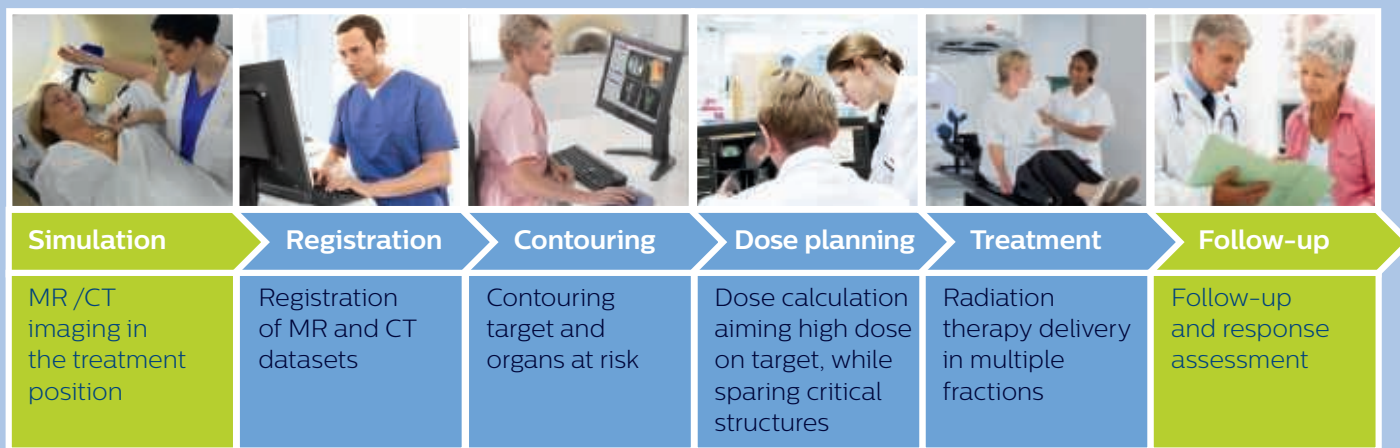 Simulation
Registration
Contouring
Dose planning
Treatment
Follow-up
MR /CT
imaging in
the treatment
position
Registration
of MR and CT
datasets
Contouring
target and
organs at risk
Dose calculation
aiming high dose
on target, while
sparing critical
structures
Radiation
therapy delivery
in multiple
fractions
Follow-up
and response
assessment